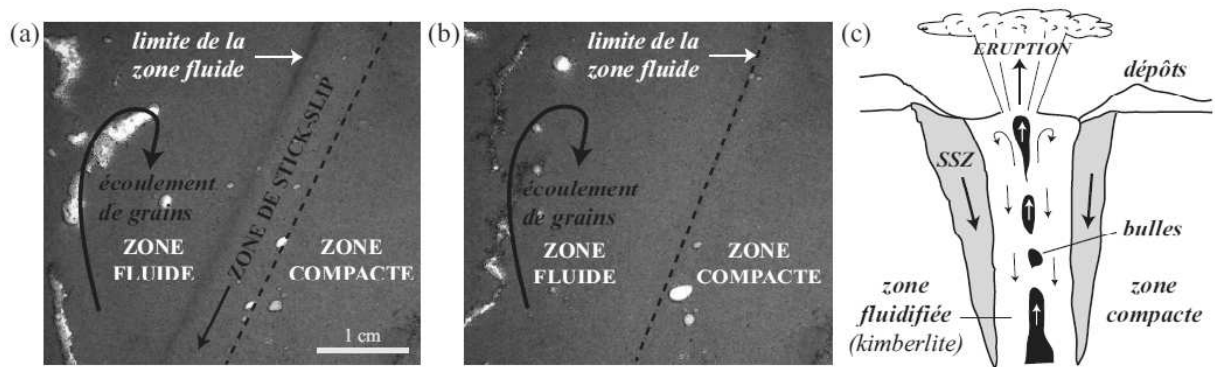 (a)
limite de la
zone fluide
ZONE DE STICK-SLIP
écoulement
de grains
ZONE
FLUIDE
ZONE
COMPACTE
1 cm
(b)
limite de la
zone fluide
écoulement
de grains
ZONE
FLUIDE
ZONE
COMPACTE
(c)
ERUPTION
dépôts
SSZ
bulles
zone
fluidifiée
(kimberlite)
zone
compacte